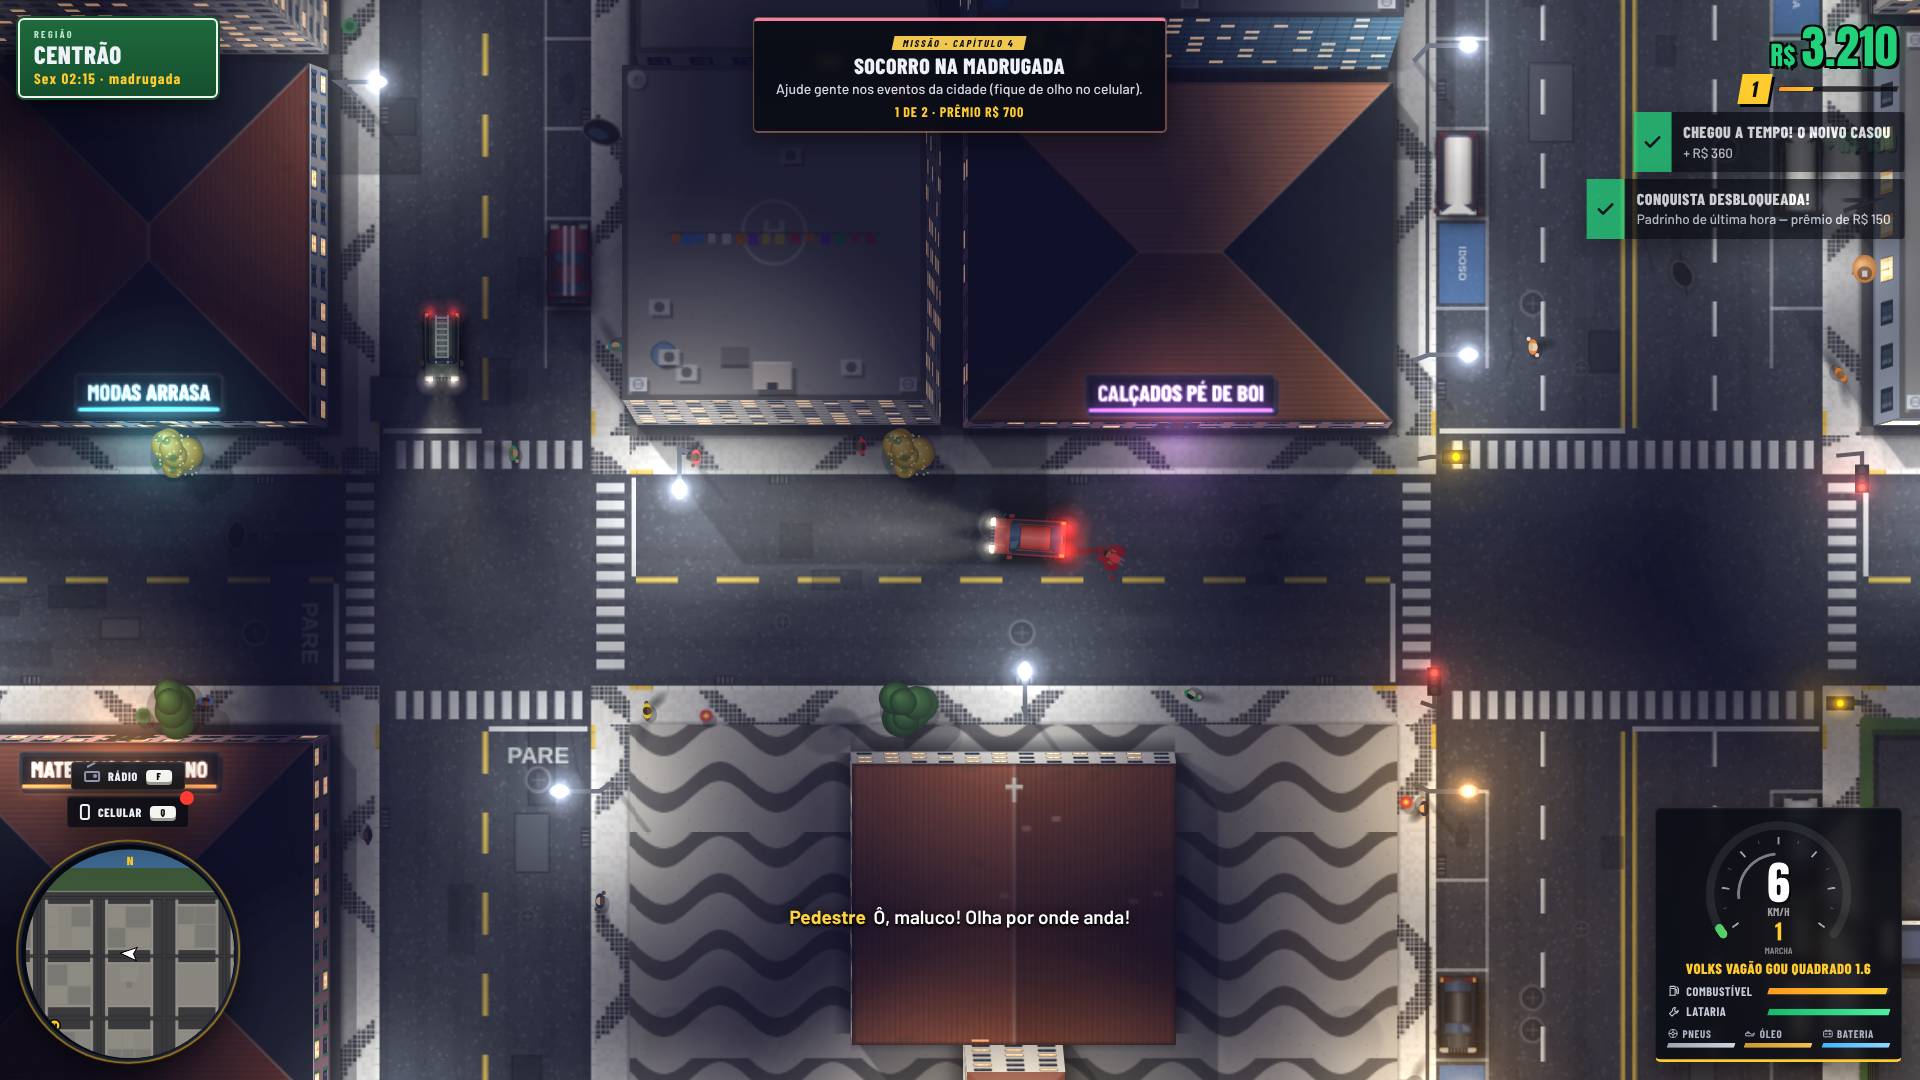 REGIÃO
CENTRÃO
Sex 02:15 · madrugada
MISSÃO · CAPÍTULO 4
SOCORRO NA MADRUGADA
Ajude gente nos eventos da cidade (fique de olho no celular).
1 DE 2 · PRÊMIO R$ 700
R$ 3.210
1
CHEGOU A TEMPO! O NOIVO CASOU
+ R$ 360
CONQUISTA DESBLOQUEADA!
Padrinho de última hora — prêmio de R$ 150
IDOSO
MODAS ARRASA
CALÇADOS PÉ DE BOI
PARE
PARE
RÁDIO F
CELULAR Q
N
Pedestre Ô, maluco! Olha por onde anda!
6
KM/H
1
MARCHA
VOLKS VAGÃO GOU QUADRADO 1.6
COMBUSTÍVEL
LATARIA
PNEUS ÓLEO BATERIA